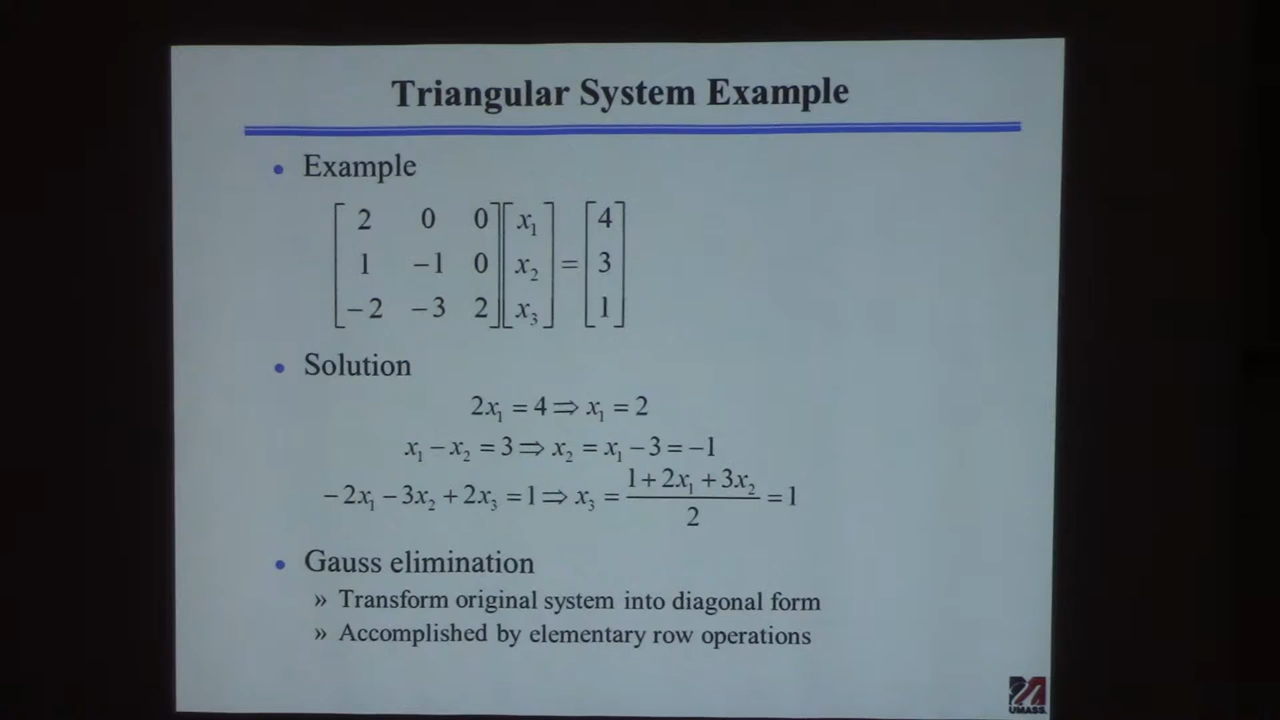 Triangular System Example
• Example
[2 0 0; 1 −1 0; −2 −3 2] [x₁; x₂; x₃] = [4; 3; 1]
• Solution
2x₁ = 4 ⇒ x₁ = 2
x₁ − x₂ = 3 ⇒ x₂ = x₁ − 3 = −1
−2x₁ − 3x₂ + 2x₃ = 1 ⇒ x₃ = (1 + 2x₁ + 3x₂)/2 = 1
• Gauss elimination
» Transform original system into diagonal form
» Accomplished by elementary row operations
UMASS